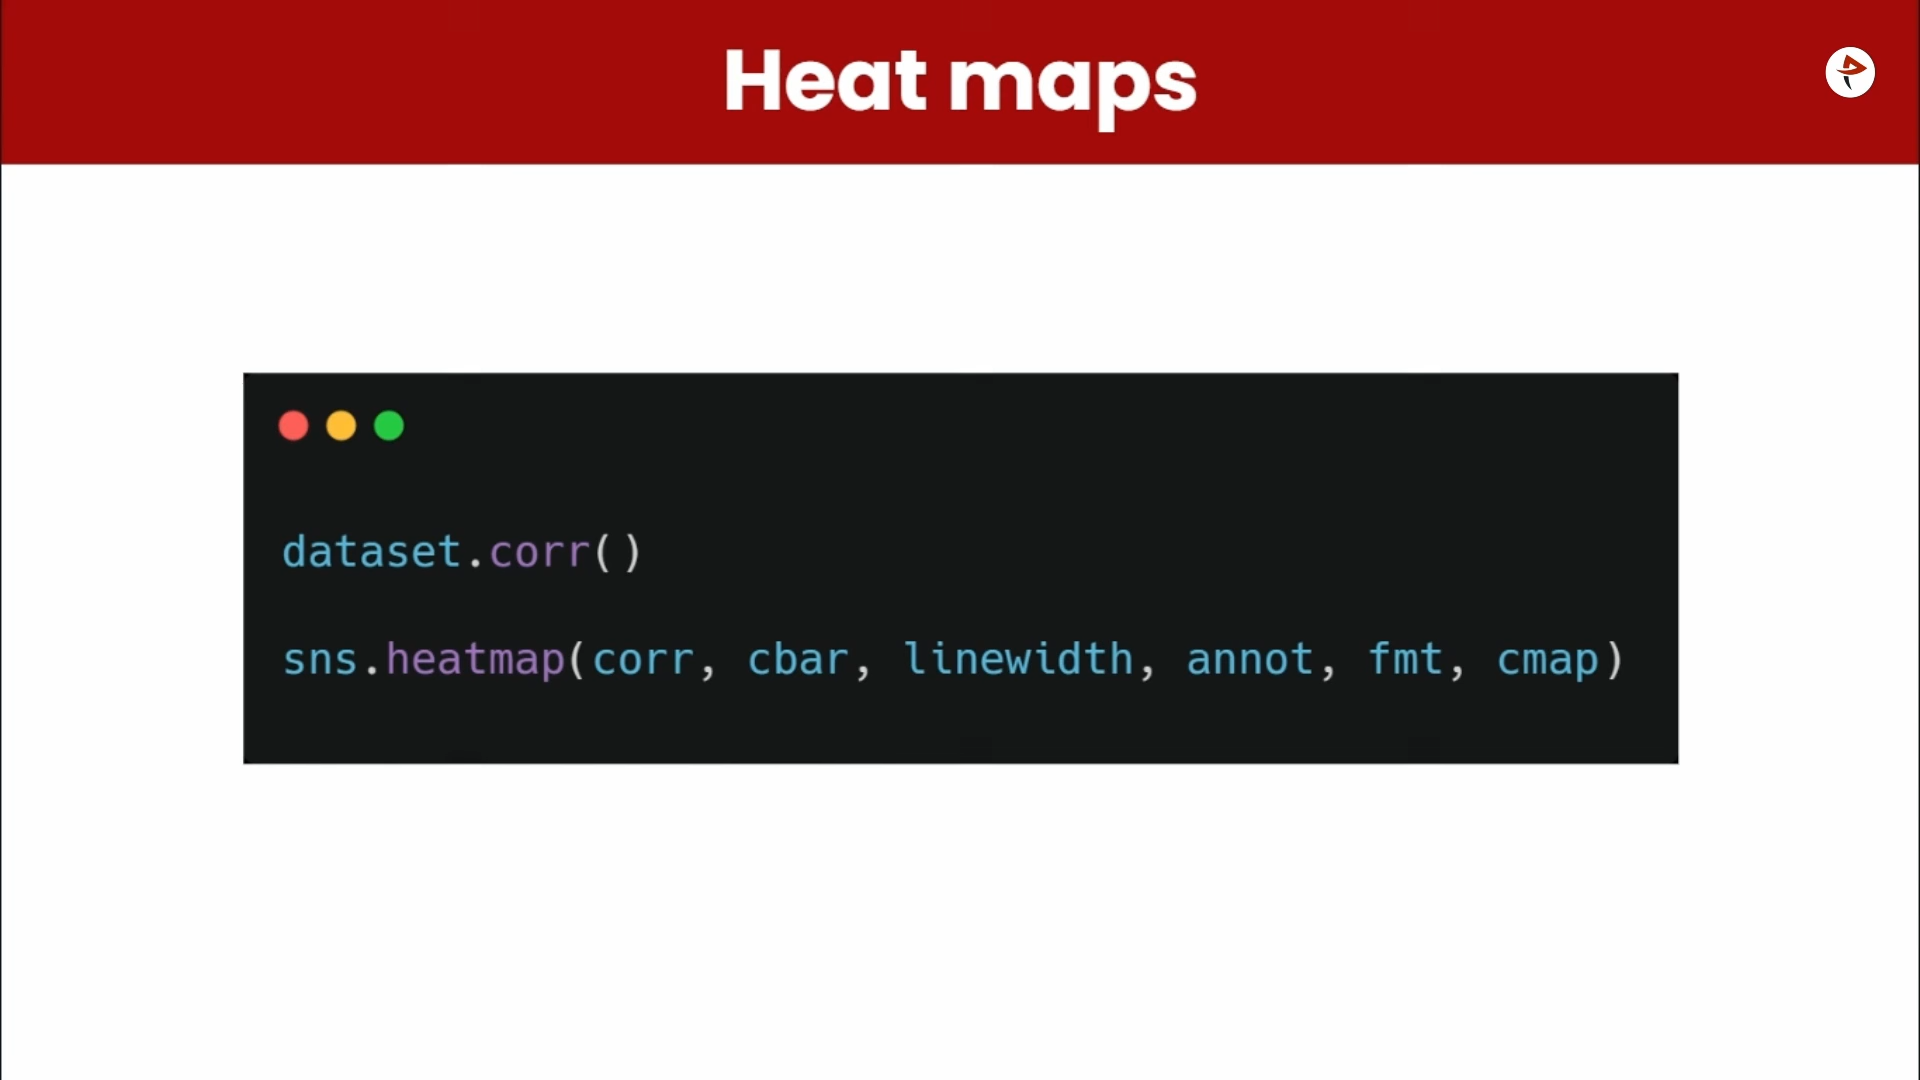 Heat maps
dataset.corr()
sns.heatmap(corr, cbar, linewidth, annot, fmt, cmap)